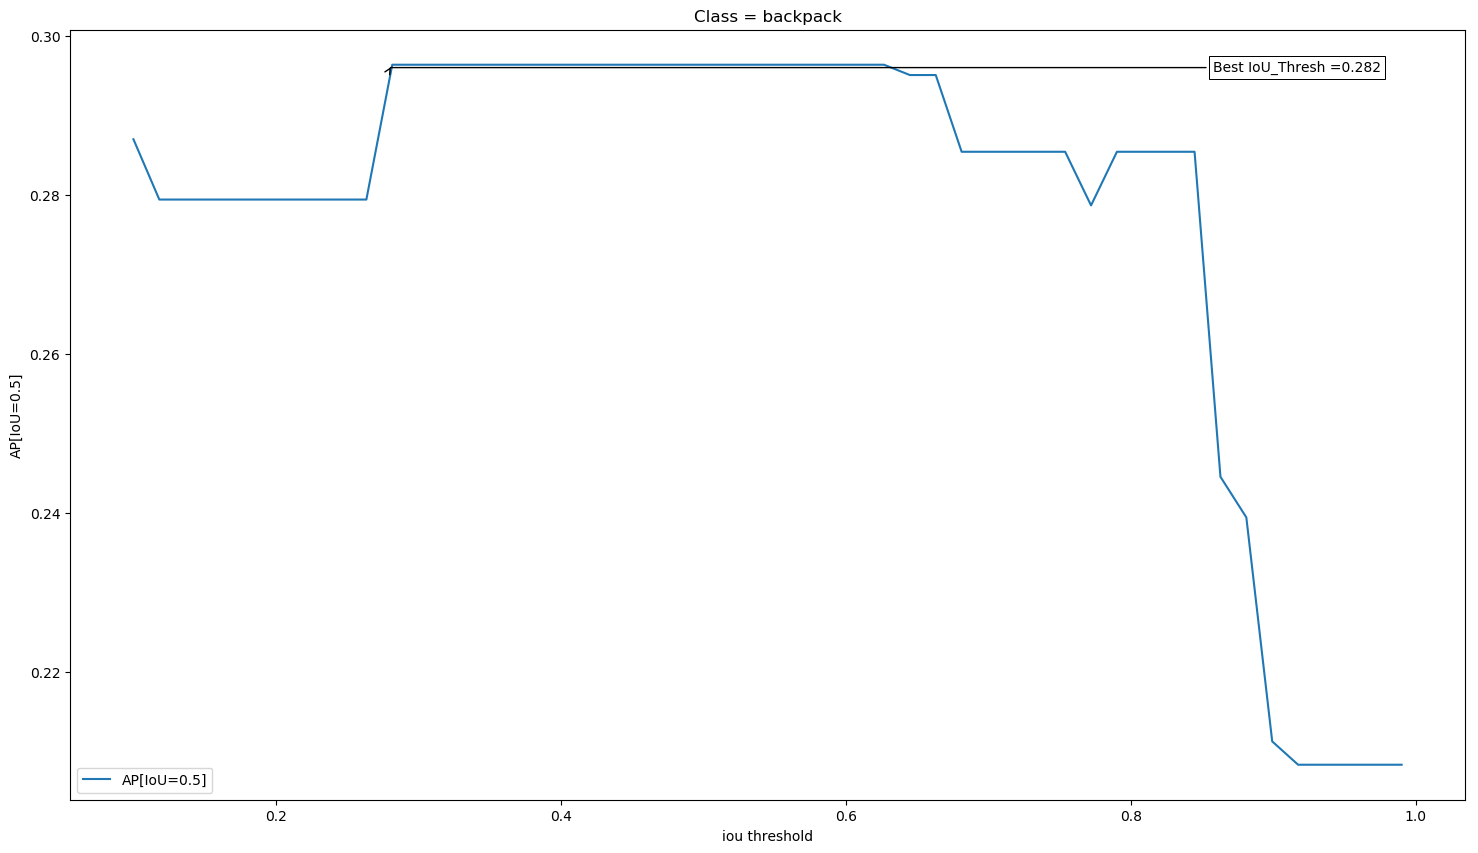 Class = backpack
0.30
0.28
0.26
0.24
0.22
AP[IoU=0.5]
Best IoU_Thresh =0.282
AP[IoU=0.5]
0.2
0.4
0.6
0.8
1.0
iou threshold